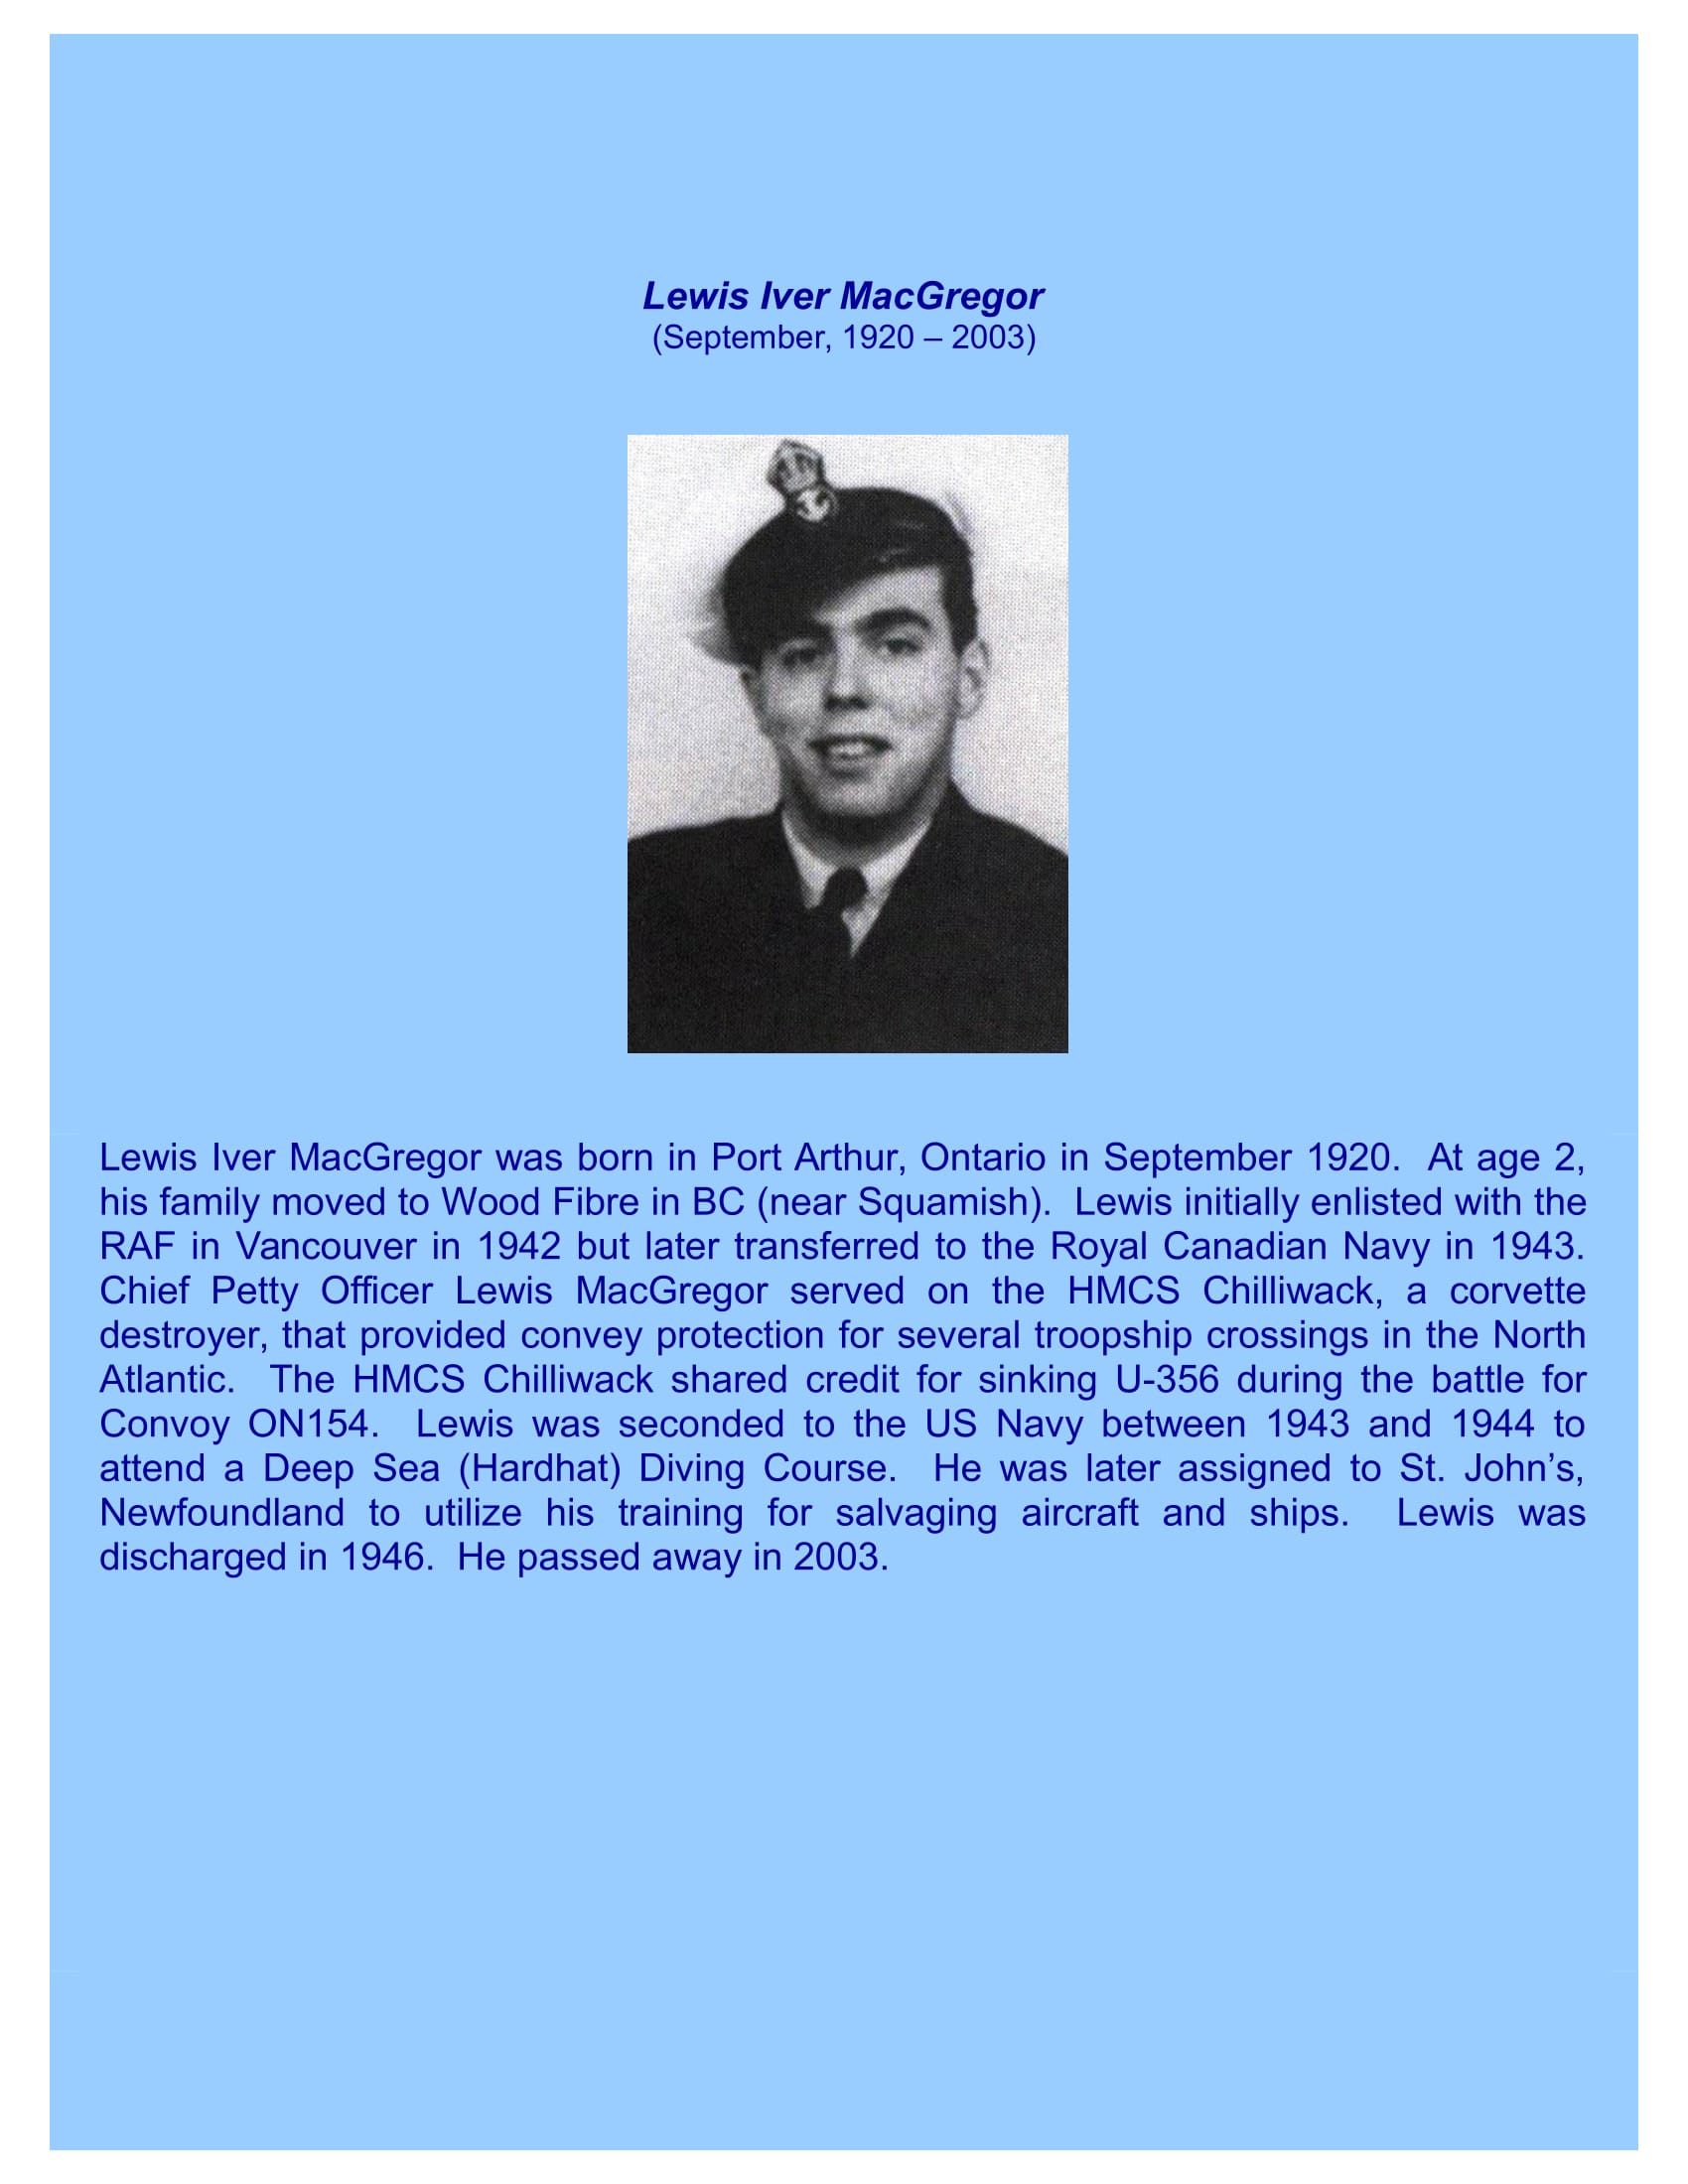 Lewis Iver MacGregor
(September, 1920 – 2003)
Lewis Iver MacGregor was born in Port Arthur, Ontario in September 1920. At age 2,
his family moved to Wood Fibre in BC (near Squamish). Lewis initially enlisted with the
RAF in Vancouver in 1942 but later transferred to the Royal Canadian Navy in 1943.
Chief Petty Officer Lewis MacGregor served on the HMCS Chilliwack, a corvette
destroyer, that provided convey protection for several troopship crossings in the North
Atlantic. The HMCS Chilliwack shared credit for sinking U-356 during the battle for
Convoy ON154. Lewis was seconded to the US Navy between 1943 and 1944 to
attend a Deep Sea (Hardhat) Diving Course. He was later assigned to St. John’s,
Newfoundland to utilize his training for salvaging aircraft and ships. Lewis was
discharged in 1946. He passed away in 2003.